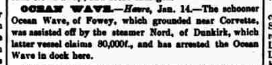 OCEAN WAVE.—Havre, Jan. 14.—The schooner
Ocean Wave, of Fowey, which grounded near Corvette,
was assisted off by the steamer Nord, of Dunkirk, which
latter vessel claims 80,000f., and has arrested the Ocean
Wave in dock here.